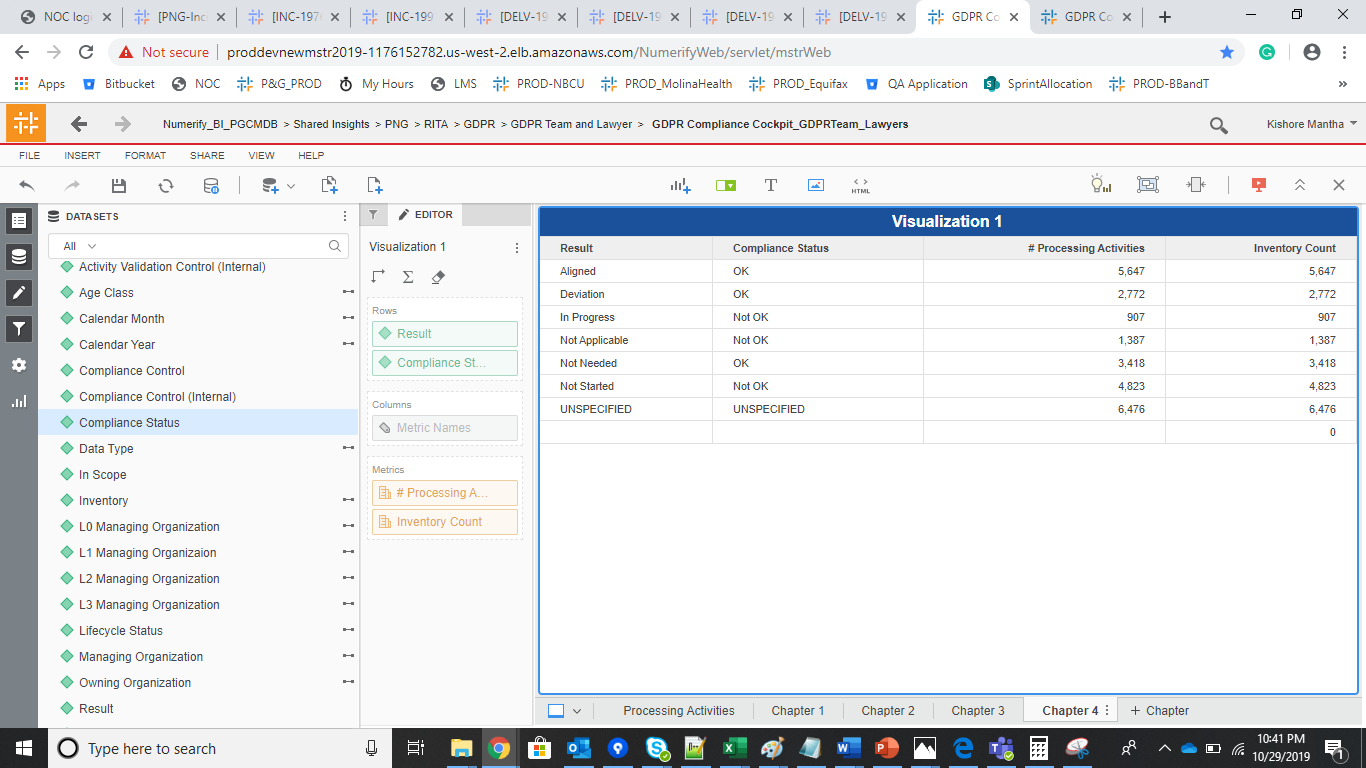 NOC logi
[PNG-Inc
[INC-197
[INC-199
[DELV-19
[DELV-19
[DELV-19
[DELV-19
GDPR Co
GDPR Co
Not secure
proddevnewmstr2019-1176152782.us-west-2.elb.amazonaws.com/NumerifyWeb/servlet/mstrWeb
Apps
Bitbucket
NOC
P&G_PROD
My Hours
LMS
PROD-NBCU
PROD_MolinaHealth
PROD_Equifax
QA Application
SprintAllocation
PROD-BBandT
»
Numerify_BI_PGCMDB > Shared Insights > PNG > RITA > GDPR > GDPR Team and Lawyer > GDPR Compliance Cockpit_GDPRTeam_Lawyers
Kishore Mantha
FILE INSERT FORMAT SHARE VIEW HELP
HTML
DATASETS
All
Activity Validation Control (Internal)
Age Class
Calendar Month
Calendar Year
Compliance Control
Compliance Control (Internal)
Compliance Status
Data Type
In Scope
Inventory
L0 Managing Organization
L1 Managing Organizaion
L2 Managing Organization
L3 Managing Organization
Lifecycle Status
Managing Organization
Owning Organization
Result
EDITOR
Visualization 1
Rows
Result
Compliance St...
Columns
Metric Names
Metrics
# Processing A...
Inventory Count
Visualization 1
Result Compliance Status # Processing Activities Inventory Count
Aligned OK 5,647 5,647
Deviation OK 2,772 2,772
In Progress Not OK 907 907
Not Applicable Not OK 1,387 1,387
Not Needed OK 3,418 3,418
Not Started Not OK 4,823 4,823
UNSPECIFIED UNSPECIFIED 6,476 6,476
0
Processing Activities Chapter 1 Chapter 2 Chapter 3 Chapter 4 + Chapter
Type here to search
10:41 PM
10/29/2019
1